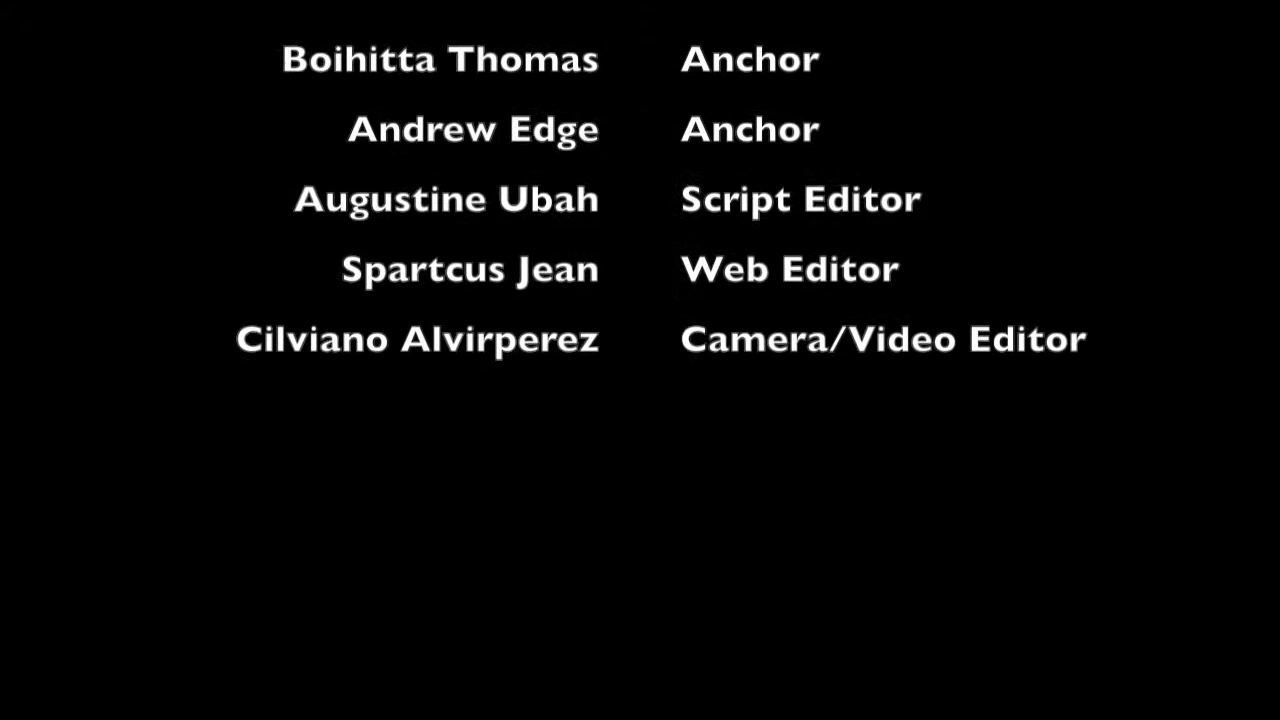 Boihitta Thomas Anchor
Andrew Edge Anchor
Augustine Ubah Script Editor
Spartcus Jean Web Editor
Cilviano Alvirperez Camera/Video Editor